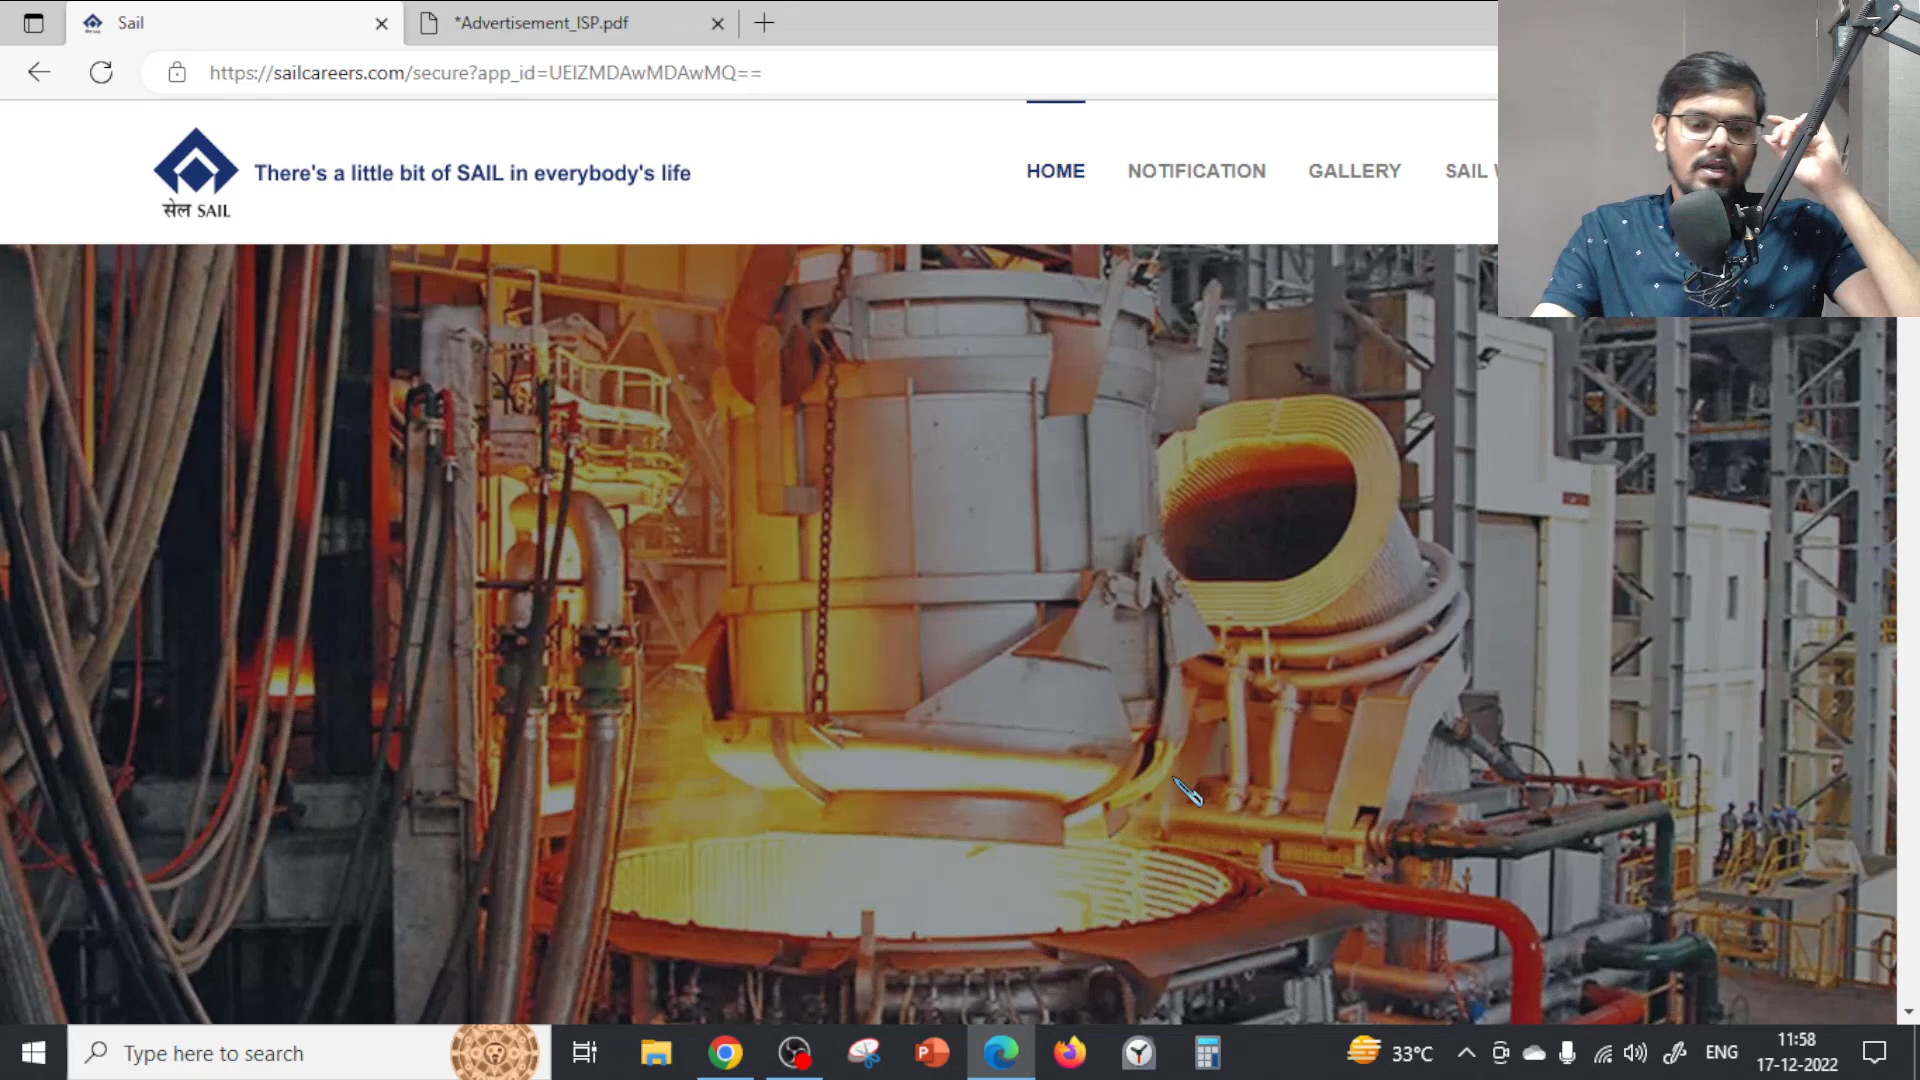 Sail
*Advertisement_ISP.pdf
https://sailcareers.com/secure?app_id=UEIZMDAwMDAwMQ==
There's a little bit of SAIL in everybody's life
सेल SAIL
HOME
NOTIFICATION
GALLERY
SAIL
Type here to search
33°C
ENG
11:58
17-12-2022